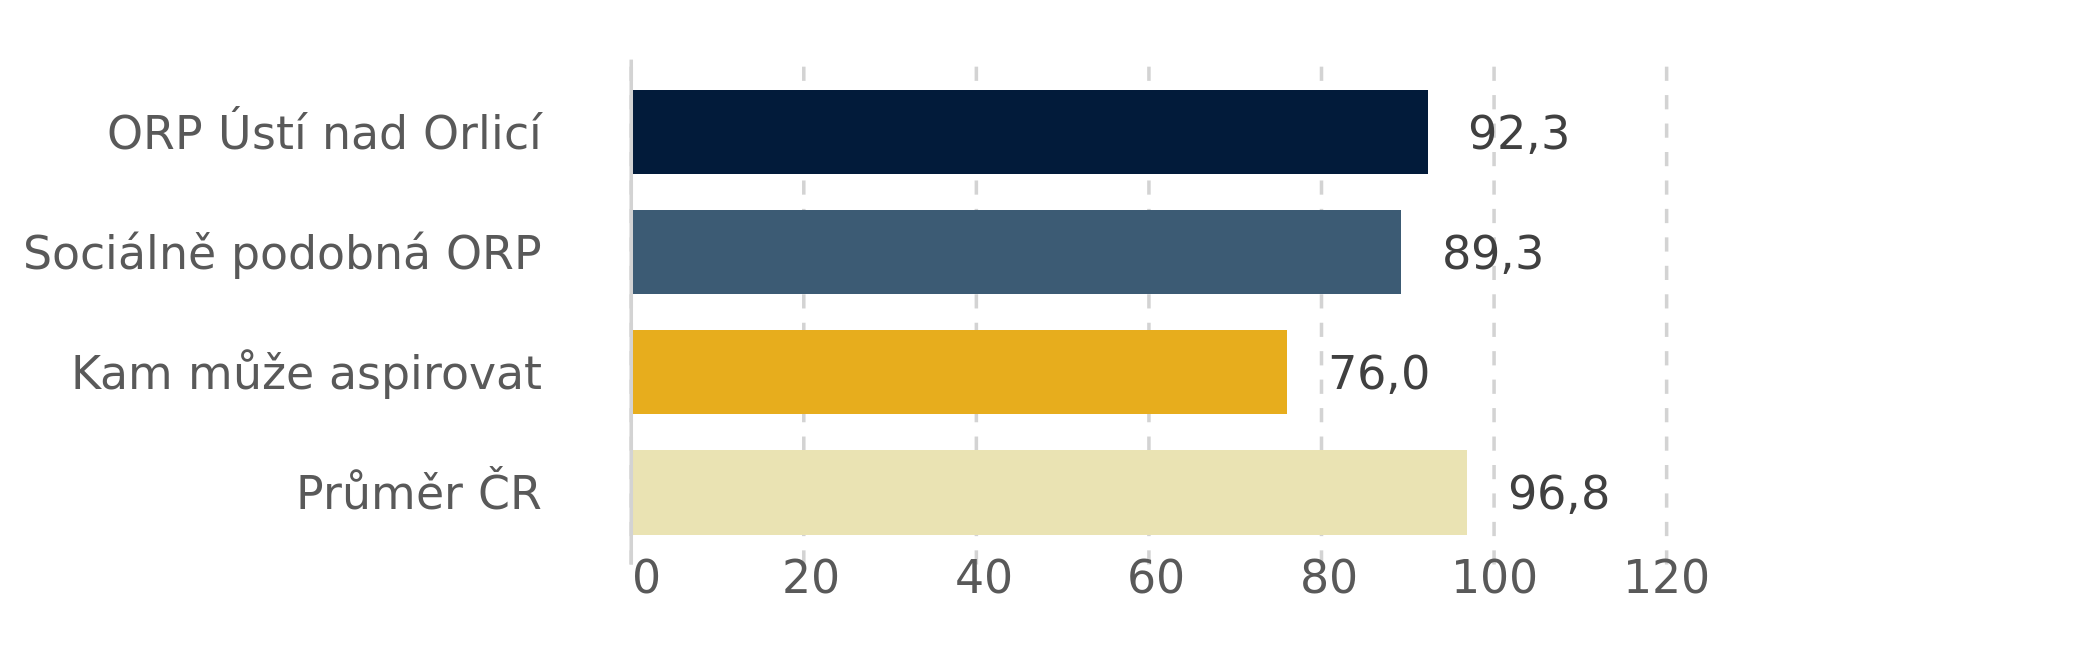 ORP Ústí nad Orlicí 92,3
Sociálně podobná ORP 89,3
Kam může aspirovat 76,0
Průměr ČR 96,8
0 20 40 60 80 100 120